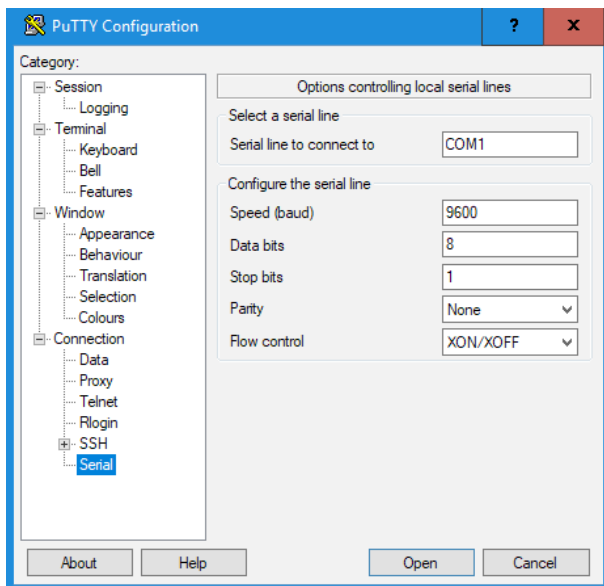 PuTTY Configuration
?
x
Category:
Session
Logging
Terminal
Keyboard
Bell
Features
Window
Appearance
Behaviour
Translation
Selection
Colours
Connection
Data
Proxy
Telnet
Rlogin
SSH
Serial
Options controlling local serial lines
Select a serial line
Serial line to connect to COM1
Configure the serial line
Speed (baud) 9600
Data bits 8
Stop bits 1
Parity None
Flow control XON/XOFF
About Help Open Cancel